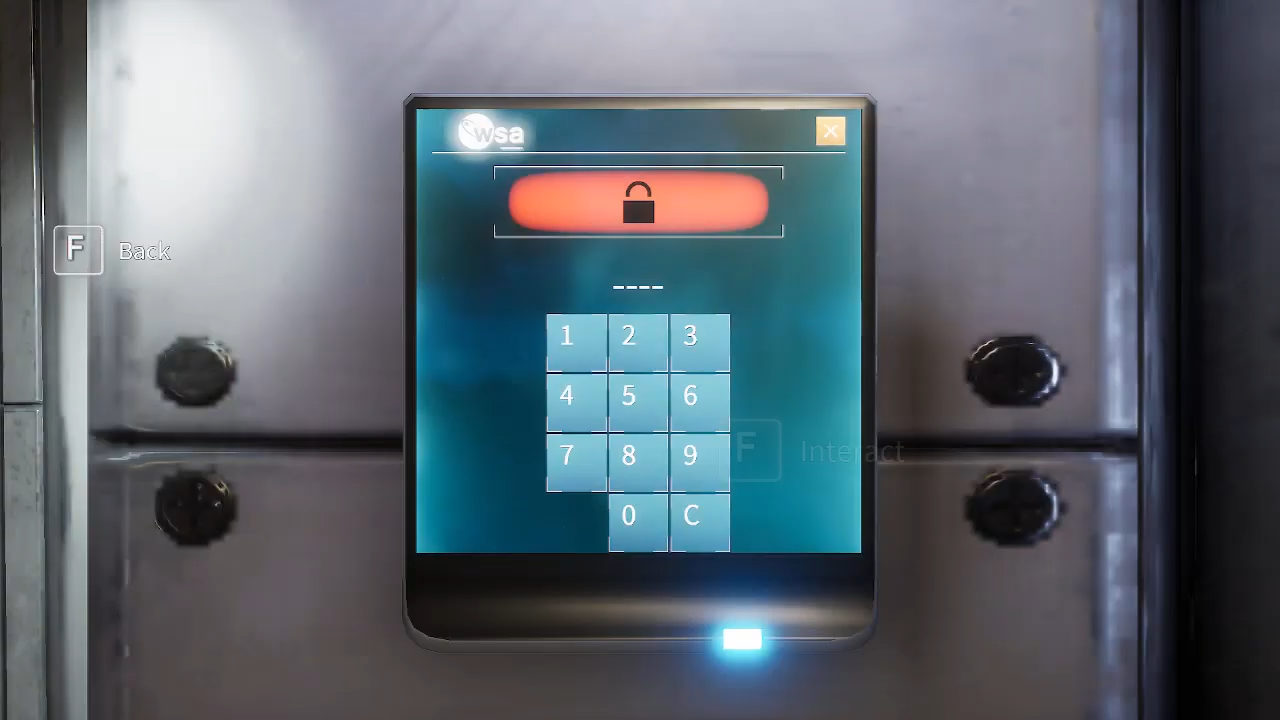 wsa
×
F Back
----
1 2 3
4 5 6
7 8 9
F Interact
0 C